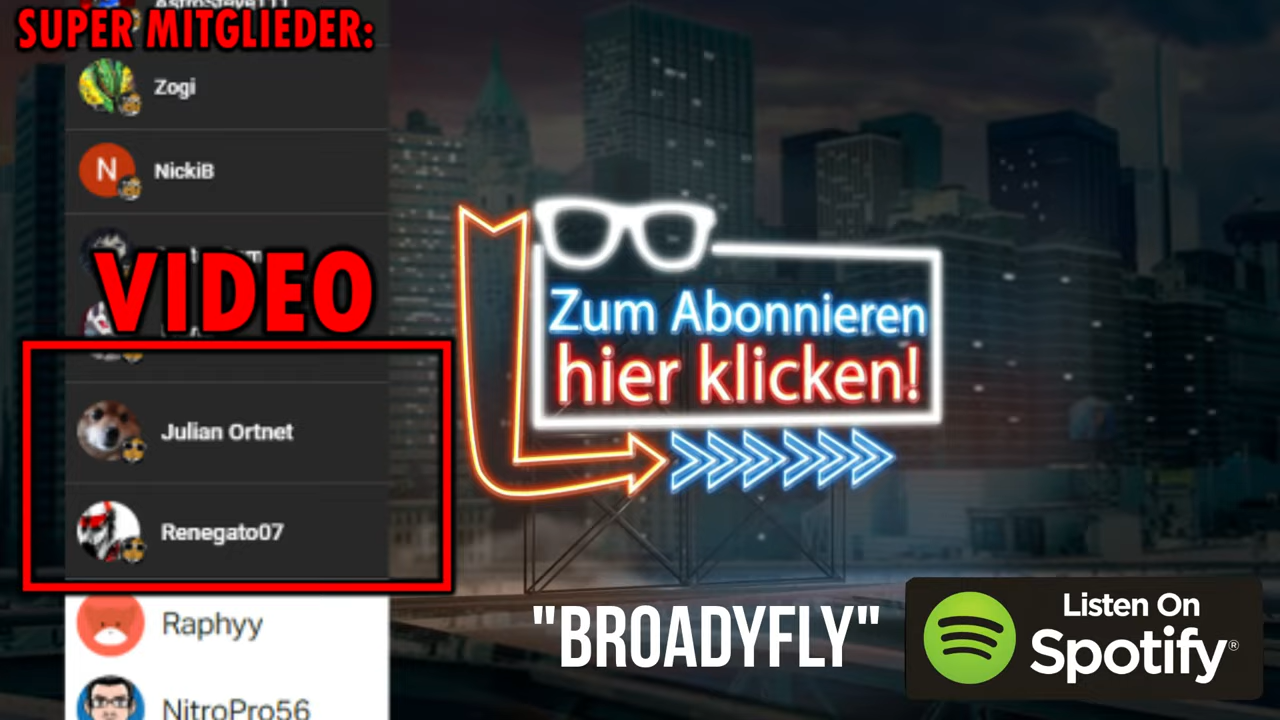 SUPER MITGLIEDER:
Zogi
NickiB
VIDEO
Julian Ortnet
Renegato07
Raphyy
NitroPro56
Zum Abonnieren
hier klicken!
"BROADYFLY"
Listen On
Spotify®